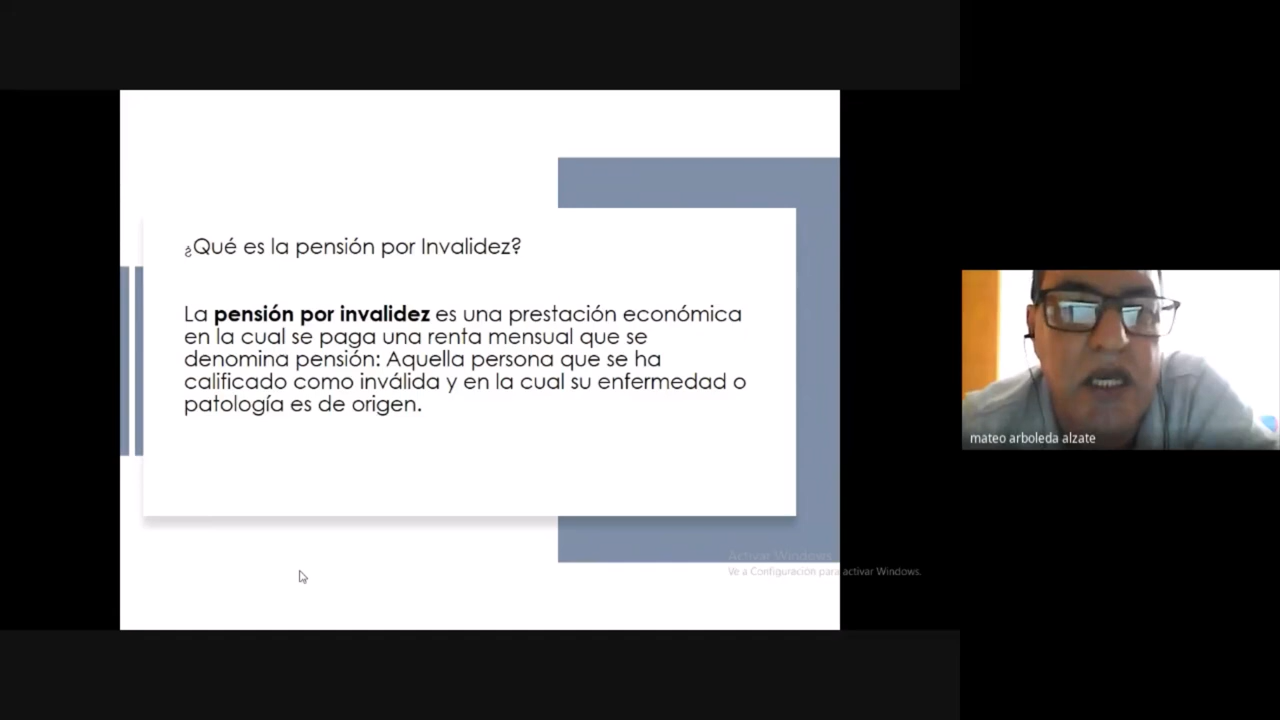 ¿Qué es la pensión por Invalidez?
La pensión por invalidez es una prestación económica
en la cual se paga una renta mensual que se
denomina pensión: Aquella persona que se ha
calificado como inválida y en la cual su enfermedad o
patología es de origen.
mateo arboleda alzate
Activar Windows
Ve a Configuración para activar Windows.